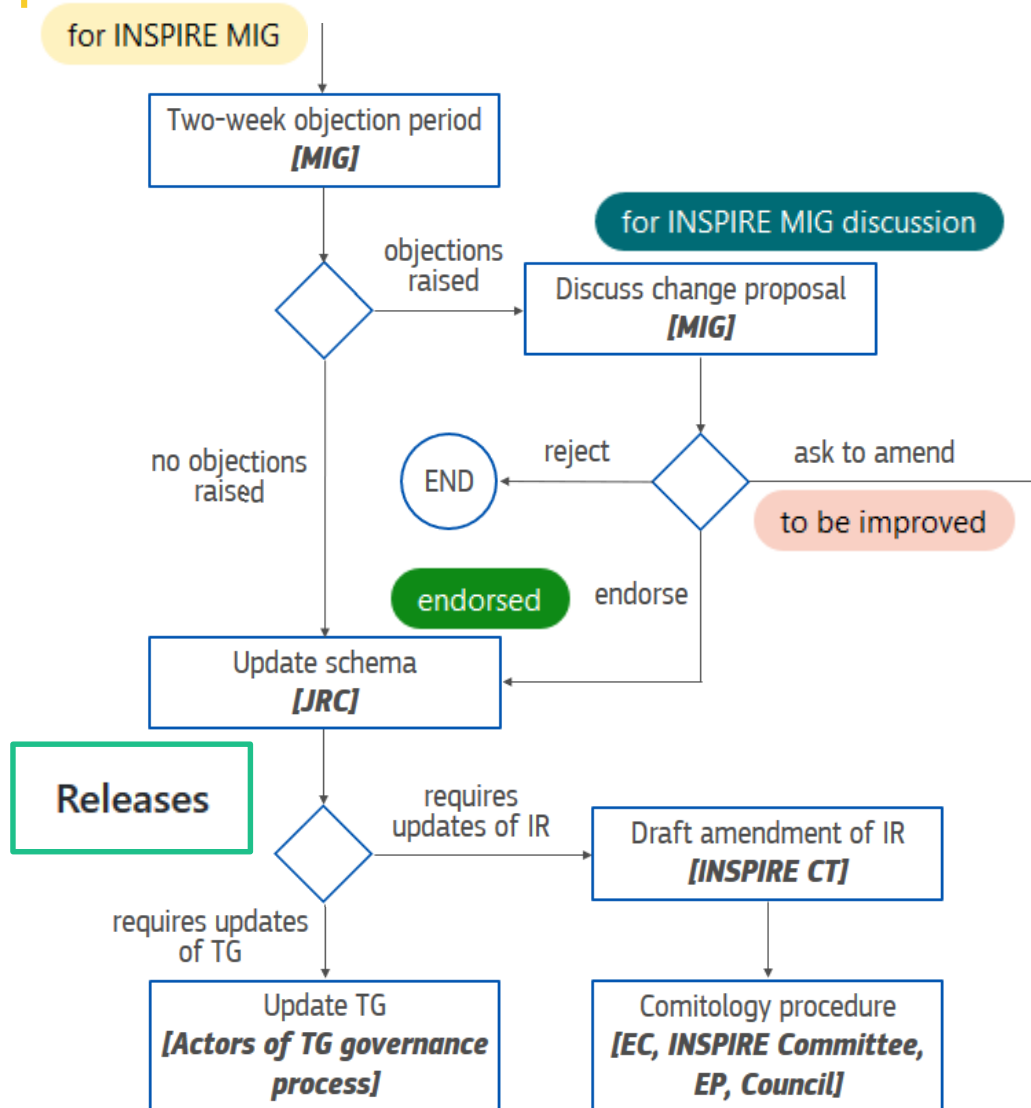 for INSPIRE MIG
Two-week objection period
[MIG]
for INSPIRE MIG discussion
objections
raised
Discuss change proposal
[MIG]
no objections
raised
reject
END
ask to amend
to be improved
endorsed
endorse
Update schema
[JRC]
Releases
requires
updates of IR
Draft amendment of IR
[INSPIRE CT]
requires updates
of TG
Update TG
[Actors of TG governance
process]
Comitology procedure
[EC, INSPIRE Committee,
EP, Council]